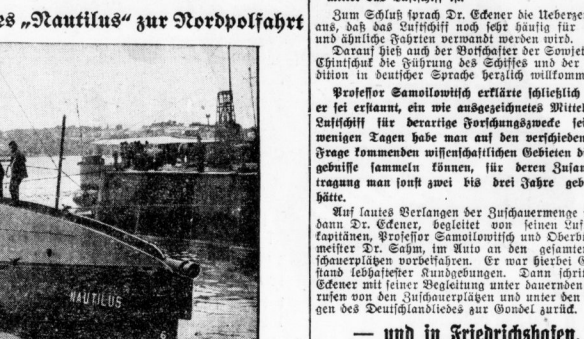 es „Nautilus“ zur Nordpolfahrt
NAUTILUS
6
Zum Schluß sprach Dr. Eckener die Ueberze
aus, daß das Luftschiff noch sehr häufig für
und ähnliche Fahrten verwandt werden wird.
Darauf hieß auch der Botschafter der Sowjet
Chintschuk die Führung des Schiffes und der
dition in deutscher Sprache herzlich willkomm
Professor Samoilowitsch erklärte schließlich
er sei erstaunt, ein wie ausgezeichnetes Mittel
Luftschiff für derartige Forschungszwecke sei
wenigen Tagen habe man auf den verschieden
Frage kommenden wissenschaftlichen Gebieten d
gebnisse sammeln können, für deren Zusam
tragung man sonst zwei bis drei Jahre geb
hätte.
Auf lautes Verlangen der Zuschauermenge
dann Dr. Eckener, begleitet von seinen Luf
kapitänen, Professor Samoilowitsch und Oberb
meister Dr. Sahm, im Auto an den gesamte
schauerplätzen vorbeifahren. Er war hierbei G
stand lebhaftester Kundgebungen. Dann schri
Eckener mit seiner Begleitung unter dauernden
rufen von den Zuschauerplätzen und unter den
gen des Deutschlandliedes zur Gondel zurück.
— und in Friedrichshafen